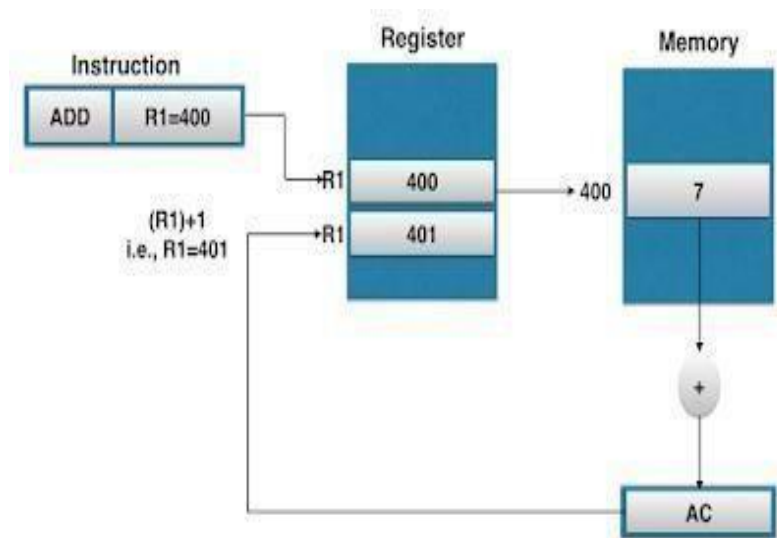 Instruction
Register
Memory
ADD
R1=400
R1
400
400
7
(R1)+1
i.e., R1=401
R1
401
+
AC